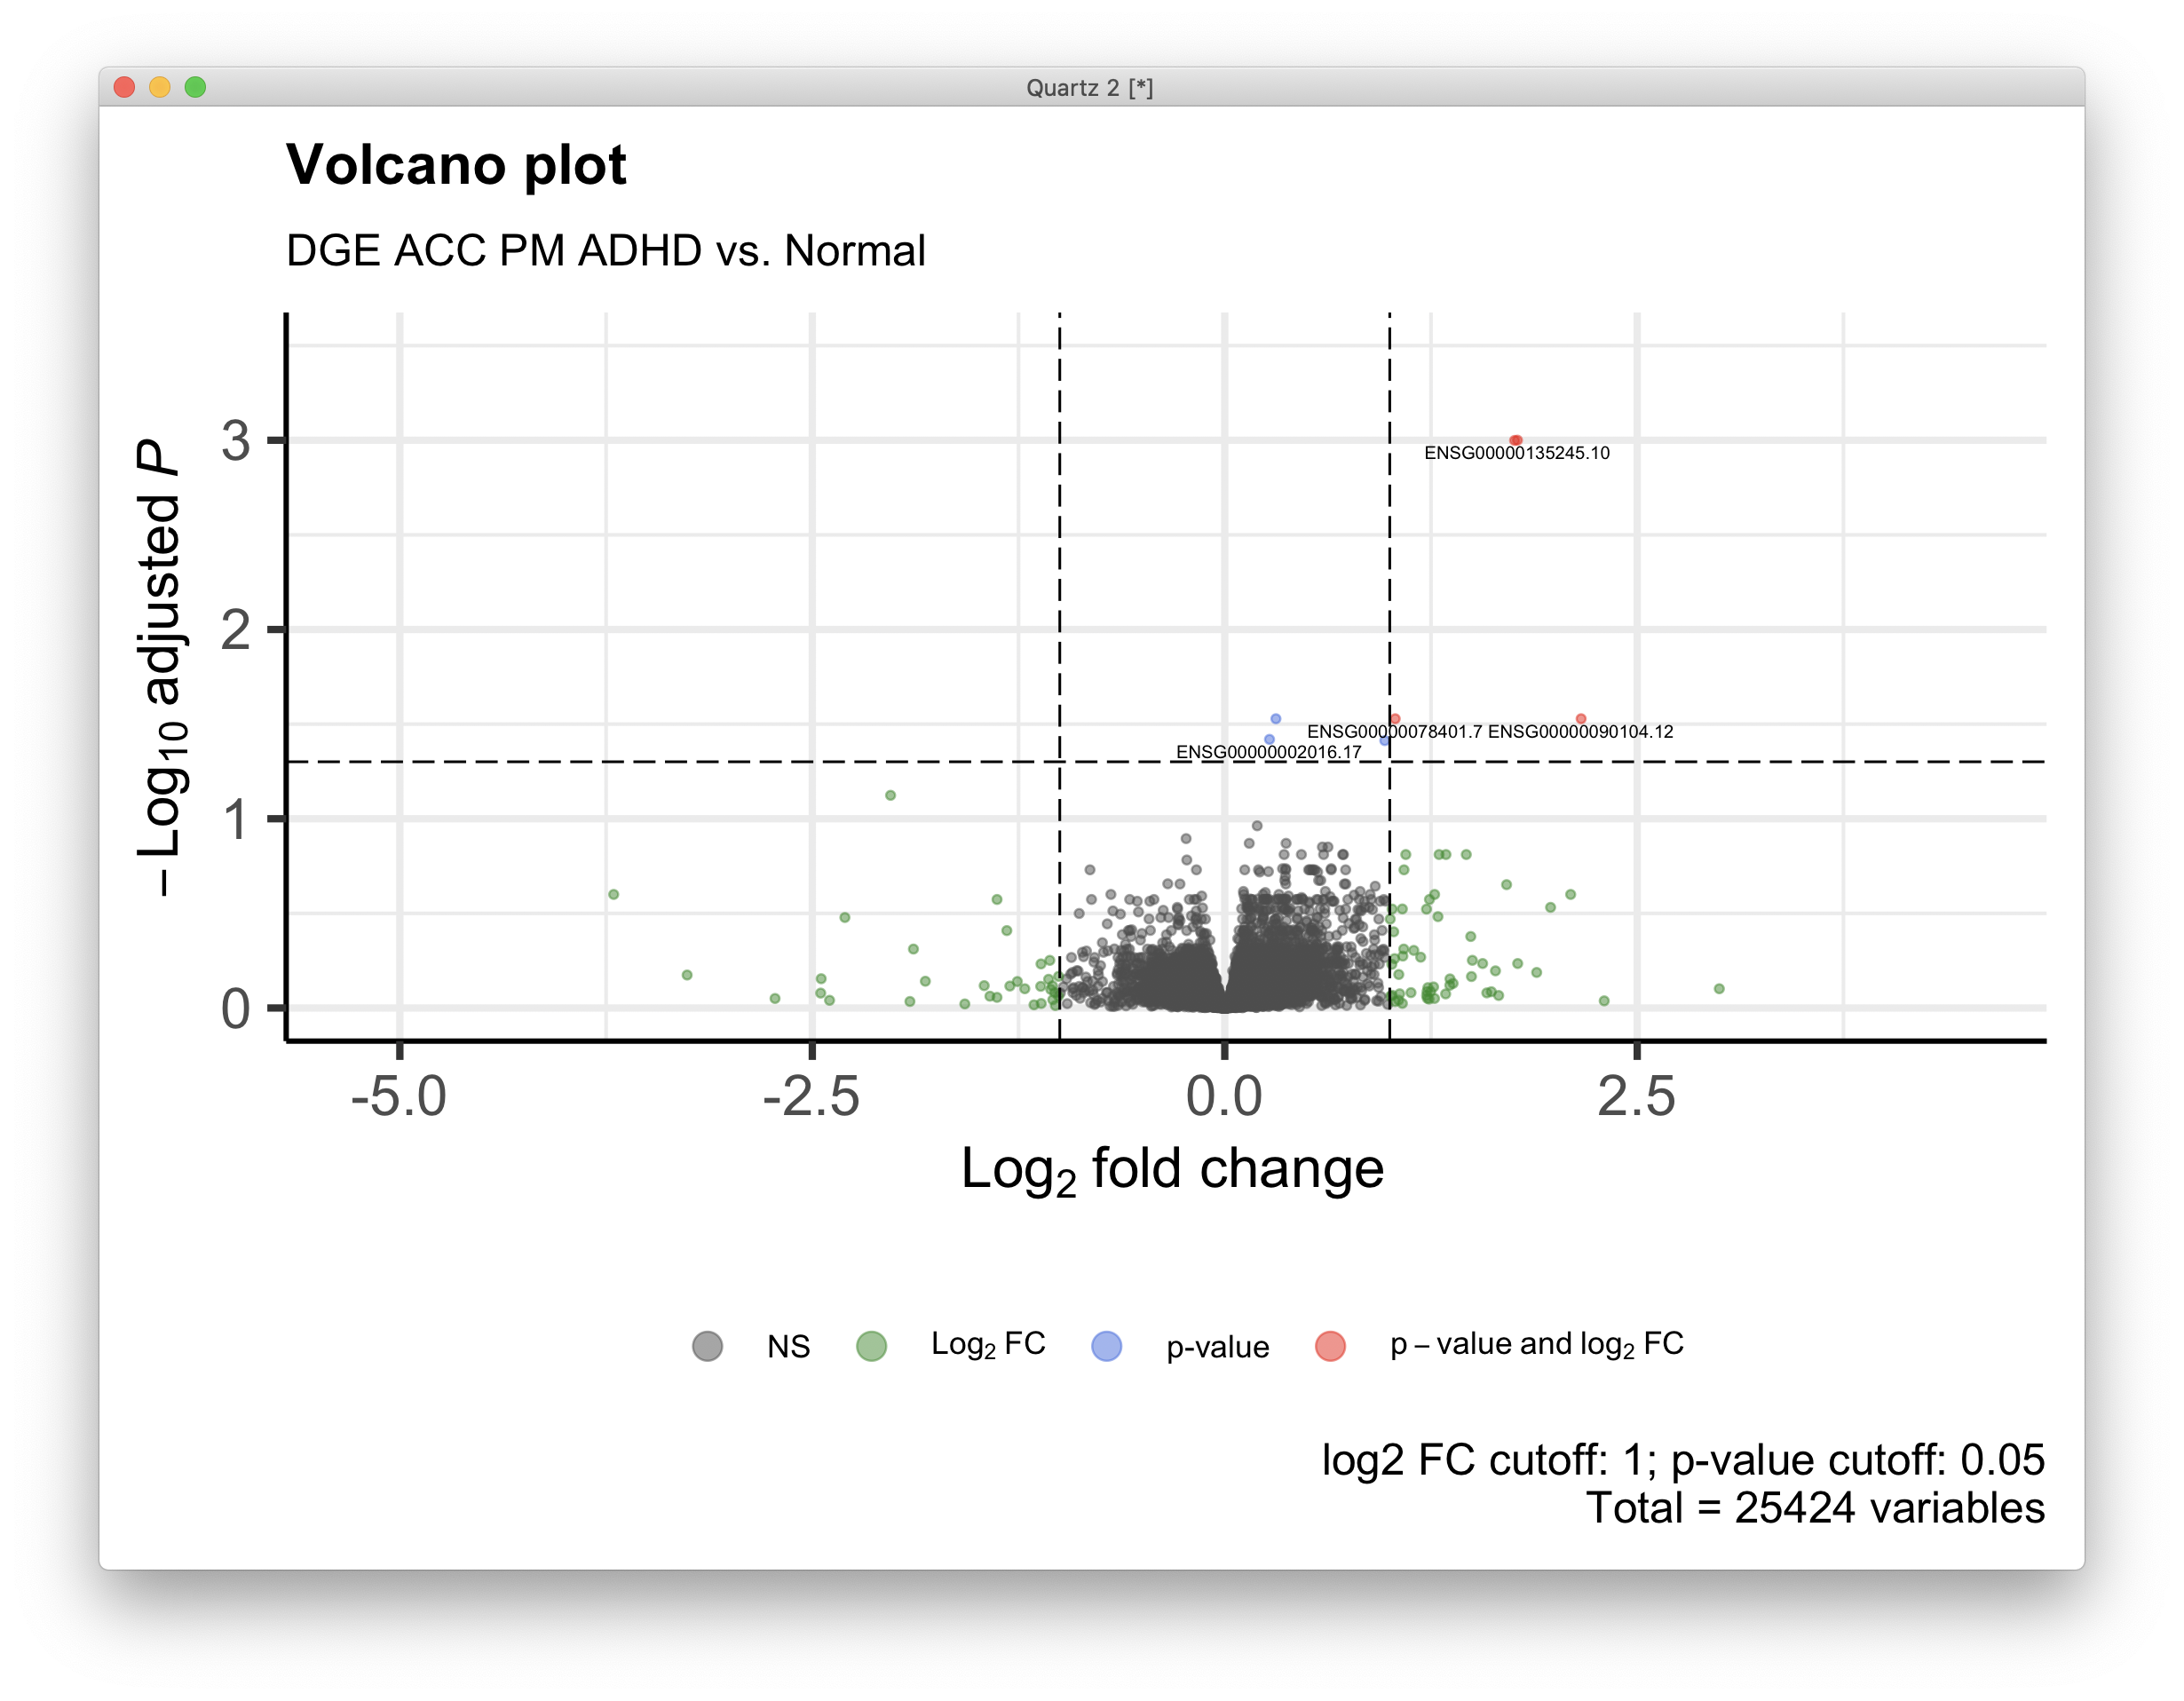 Quartz 2 [*]
Volcano plot
DGE ACC PM ADHD vs. Normal
– Log10 adjusted P
3
2
1
0
ENSG00000135245.10
ENSG00000078401.7 ENSG00000090104.12
ENSG00000002016.17
-5.0 -2.5 0.0 2.5
Log2 fold change
NS Log2 FC p-value p – value and log2 FC
log2 FC cutoff: 1; p-value cutoff: 0.05
Total = 25424 variables